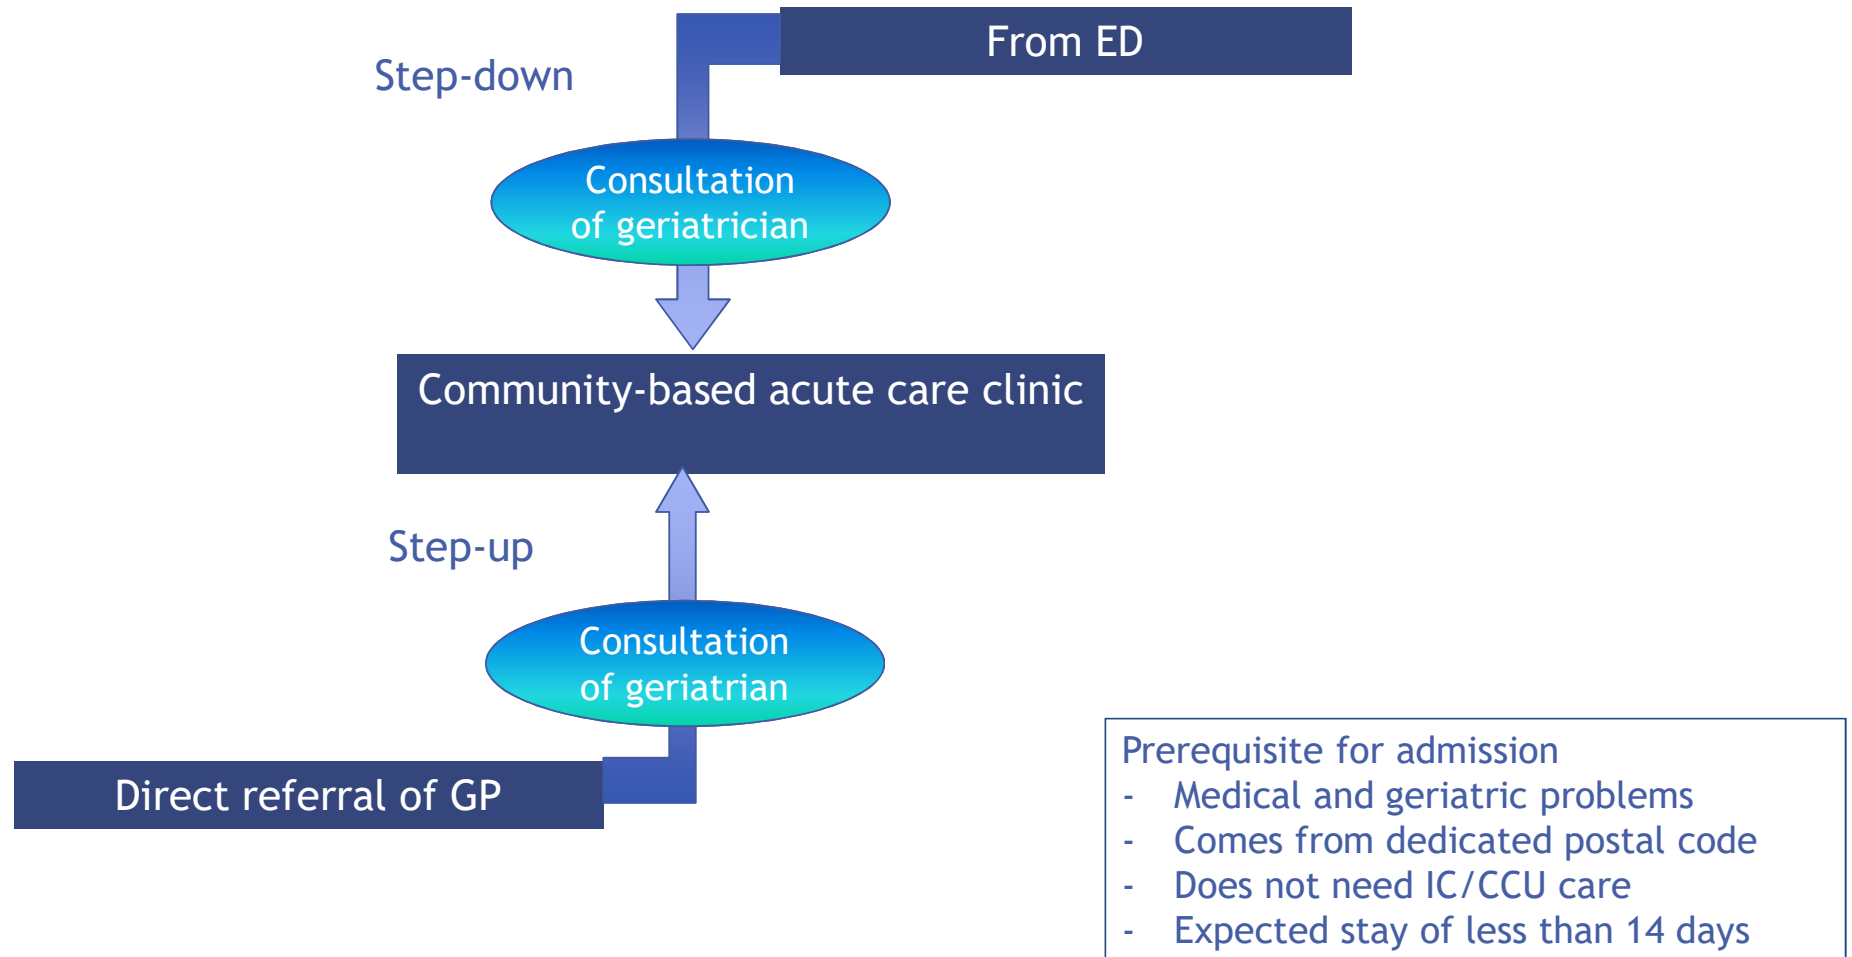 From ED
Step-down
Consultation
of geriatrician
Community-based acute care clinic
Step-up
Consultation
of geriatrian
Direct referral of GP
Prerequisite for admission
- Medical and geriatric problems
- Comes from dedicated postal code
- Does not need IC/CCU care
- Expected stay of less than 14 days